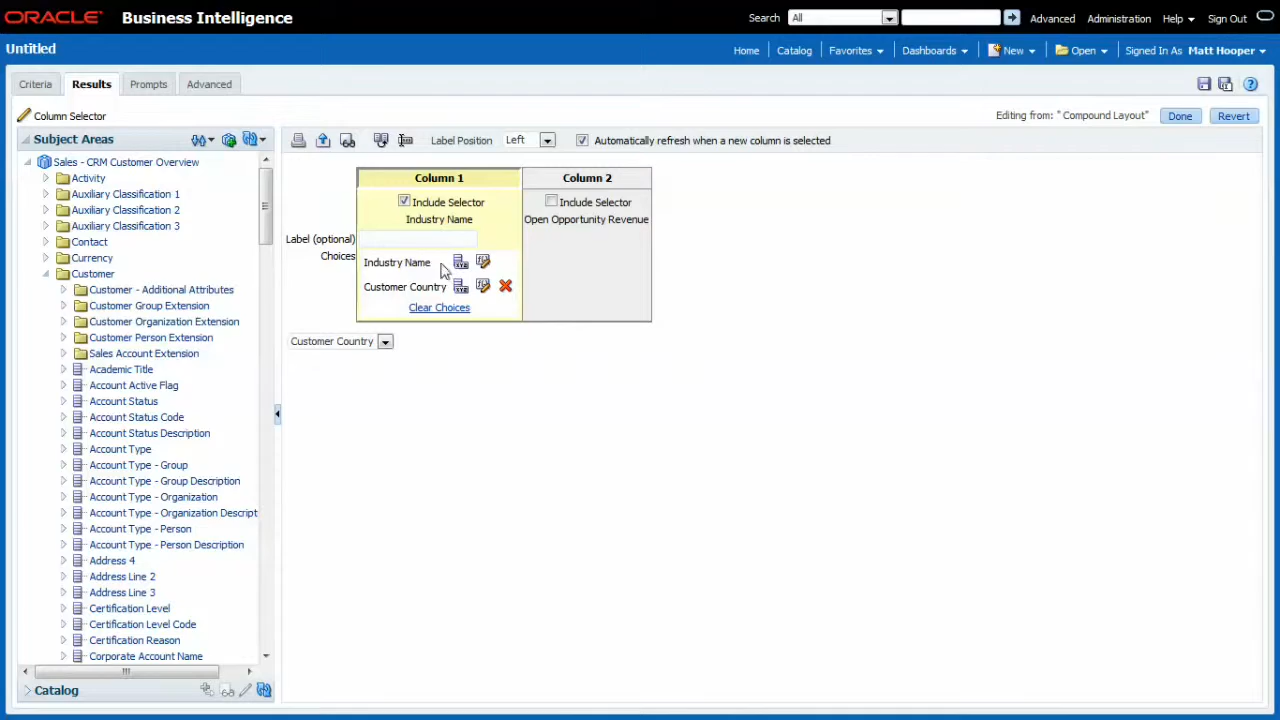 ORACLE Business Intelligence Search All Advanced Administration Help Sign Out
Untitled Home Catalog Favorites Dashboards New Open Signed In As Matt Hooper
Criteria Results Prompts Advanced
Column Selector Editing from: "Compound Layout" Done Revert
Subject Areas
Sales - CRM Customer Overview
Activity
Auxiliary Classification 1
Auxiliary Classification 2
Auxiliary Classification 3
Contact
Currency
Customer
Customer - Additional Attributes
Customer Group Extension
Customer Organization Extension
Customer Person Extension
Sales Account Extension
Academic Title
Account Active Flag
Account Status
Account Status Code
Account Status Description
Account Type
Account Type - Group
Account Type - Group Description
Account Type - Organization
Account Type - Organization Descript
Account Type - Person
Account Type - Person Description
Address 4
Address Line 2
Address Line 3
Certification Level
Certification Level Code
Certification Reason
Corporate Account Name
Catalog
Label Position Left Automatically refresh when a new column is selected
Column 1 Column 2
Include Selector Include Selector
Industry Name Open Opportunity Revenue
Label (optional)
Choices
Industry Name
Customer Country
Clear Choices
Customer Country